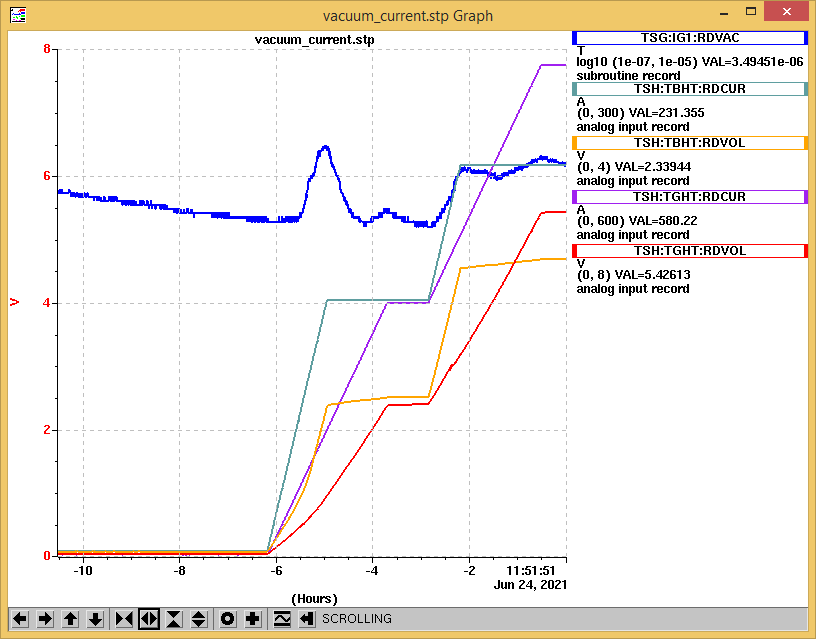 vacuum_current.stp Graph
vacuum_current.stp
TSG:IG1:RDVAC
T
log10 (1e-07, 1e-05) VAL=3.49451e-06
subroutine record
TSH:TBHT:RDCUR
A
(0, 300) VAL=231.355
analog input record
TSH:TBHT:RDVOL
V
(0, 4) VAL=2.33944
analog input record
TSH:TGHT:RDCUR
A
(0, 600) VAL=580.22
analog input record
TSH:TGHT:RDVOL
V
(0, 8) VAL=5.42613
analog input record
8
6
4
V
2
0
-10 -8 -6 -4 -2 11:51:51
Jun 24, 2021
(Hours)
SCROLLING